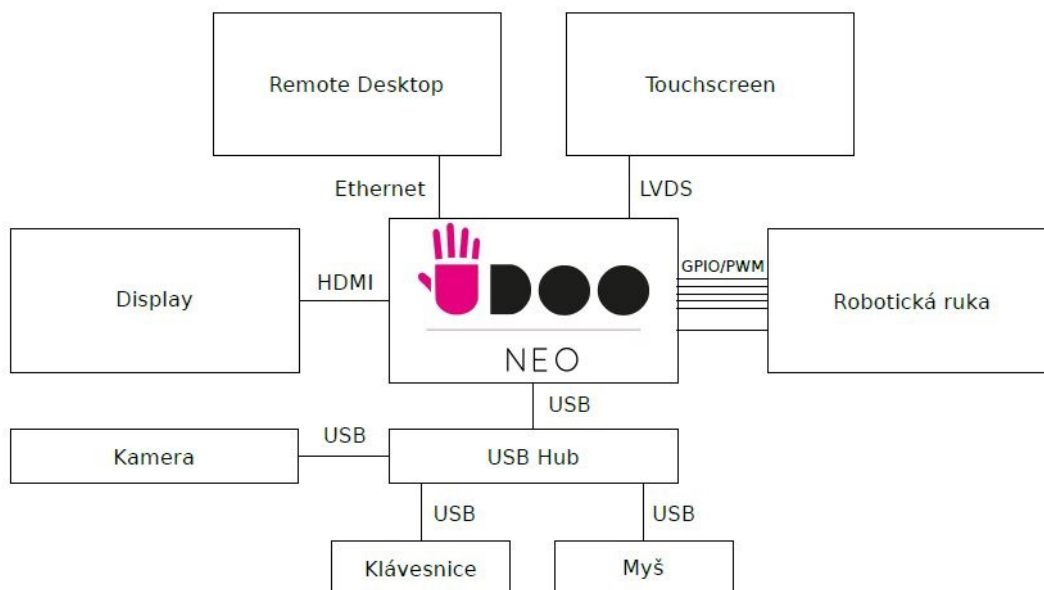 Remote Desktop
Touchscreen
Ethernet
LVDS
Display
HDMI
UDOO
NEO
GPIO/PWM
Robotická ruka
USB
Kamera
USB
USB Hub
USB
USB
Klávesnice
Myš